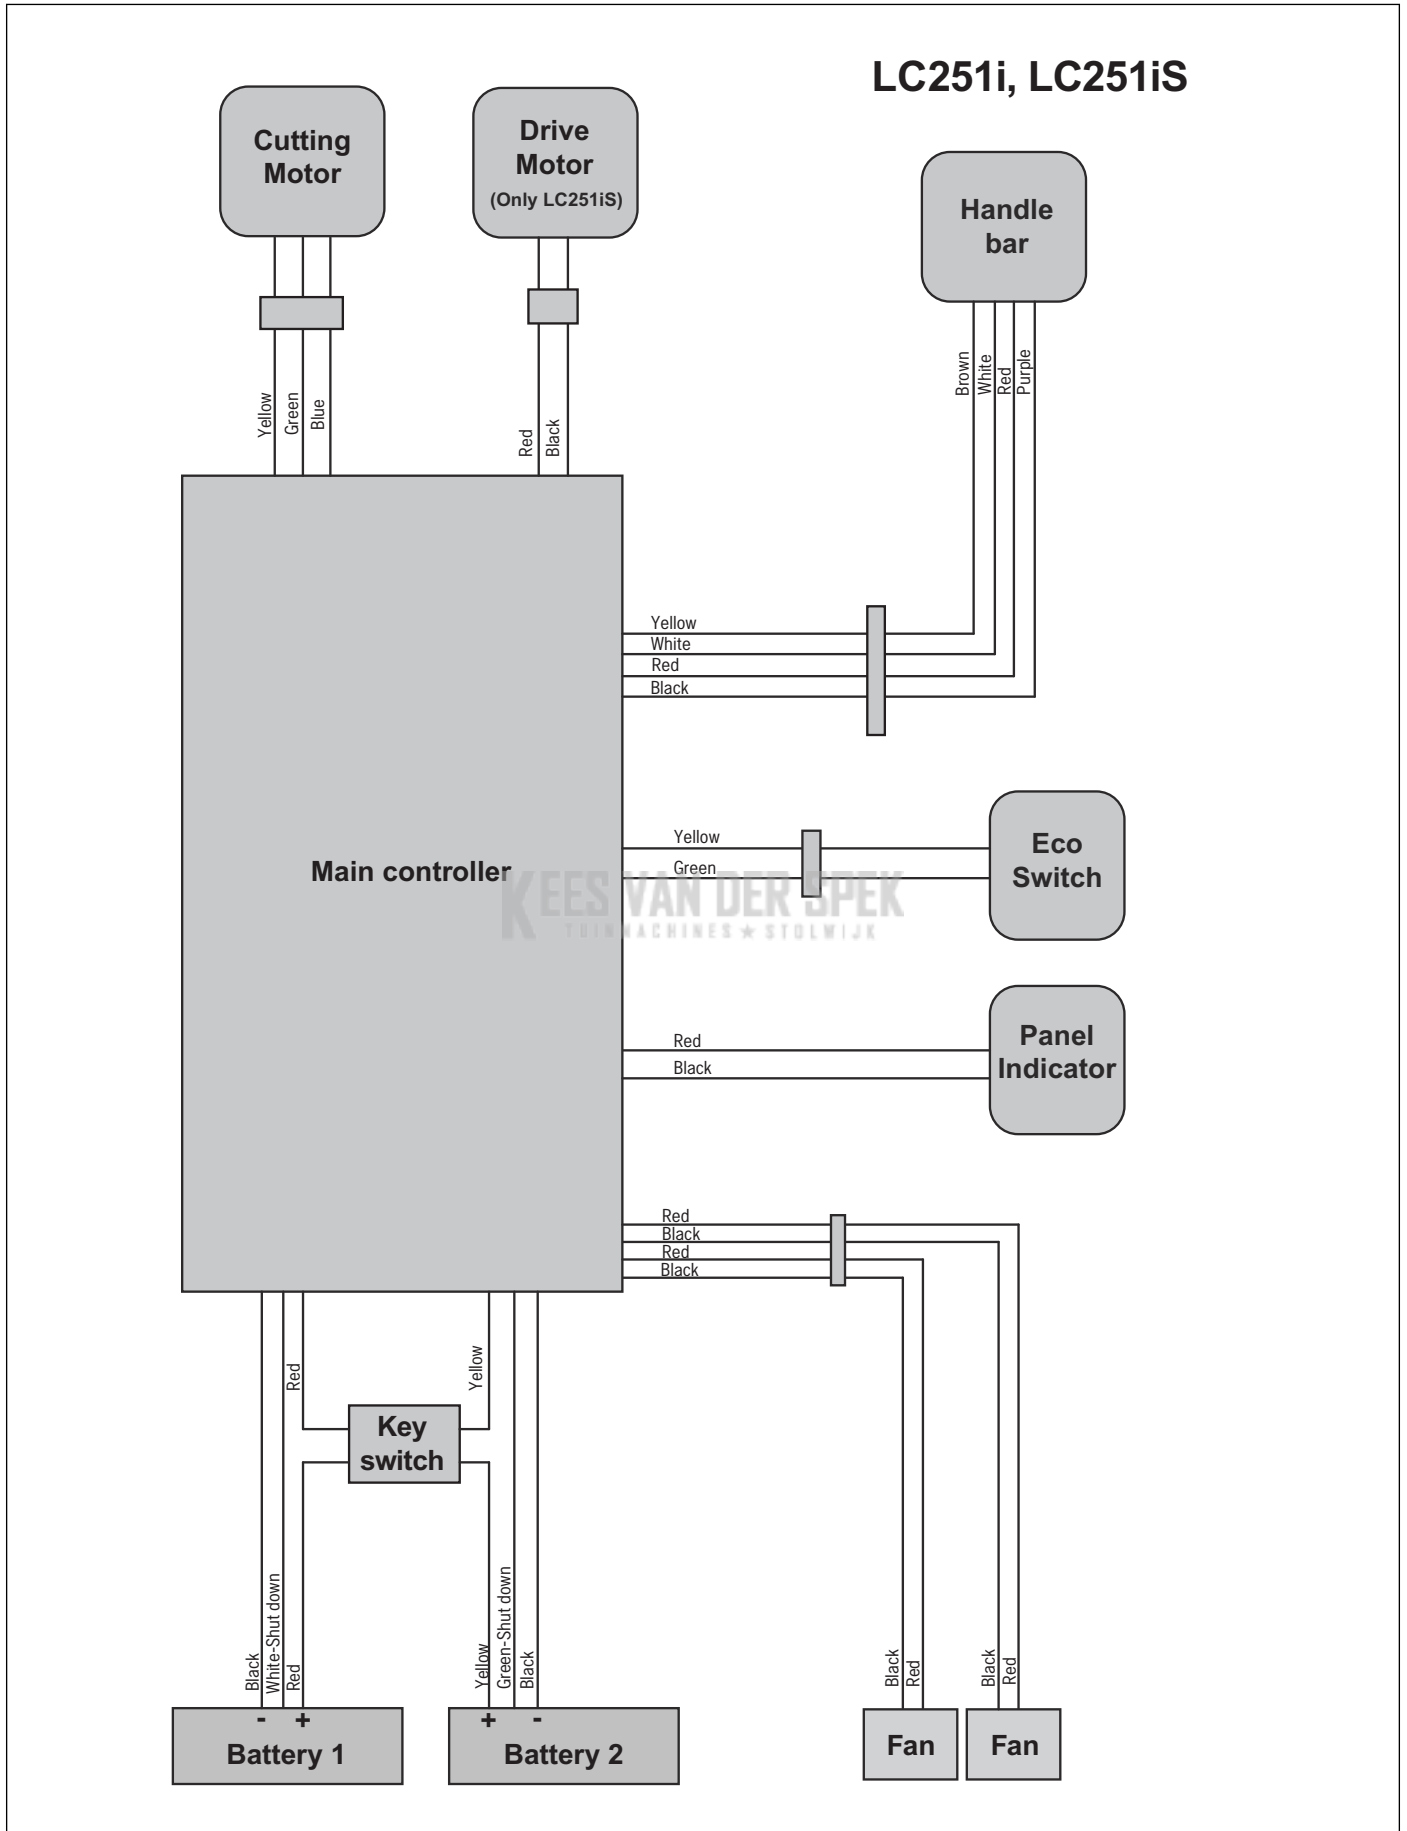 LC251i, LC251iS
Cutting
Motor
Drive
Motor
(Only LC251iS)
Handle
bar
Brown
White
Red
Purple
Yellow
Green
Blue
Red
Black
Yellow
White
Red
Black
Main controller
Yellow
Green
Eco
Switch
KEES VAN DER SPEK
TUINMACHINES ★ STOLWIJK
Red
Black
Panel
Indicator
Red
Black
Red
Black
Red
Yellow
Key
switch
Black
White-Shut down
Red
Yellow
Green-Shut down
Black
Black
Red
Black
Red
- +
Battery 1
+ -
Battery 2
Fan
Fan